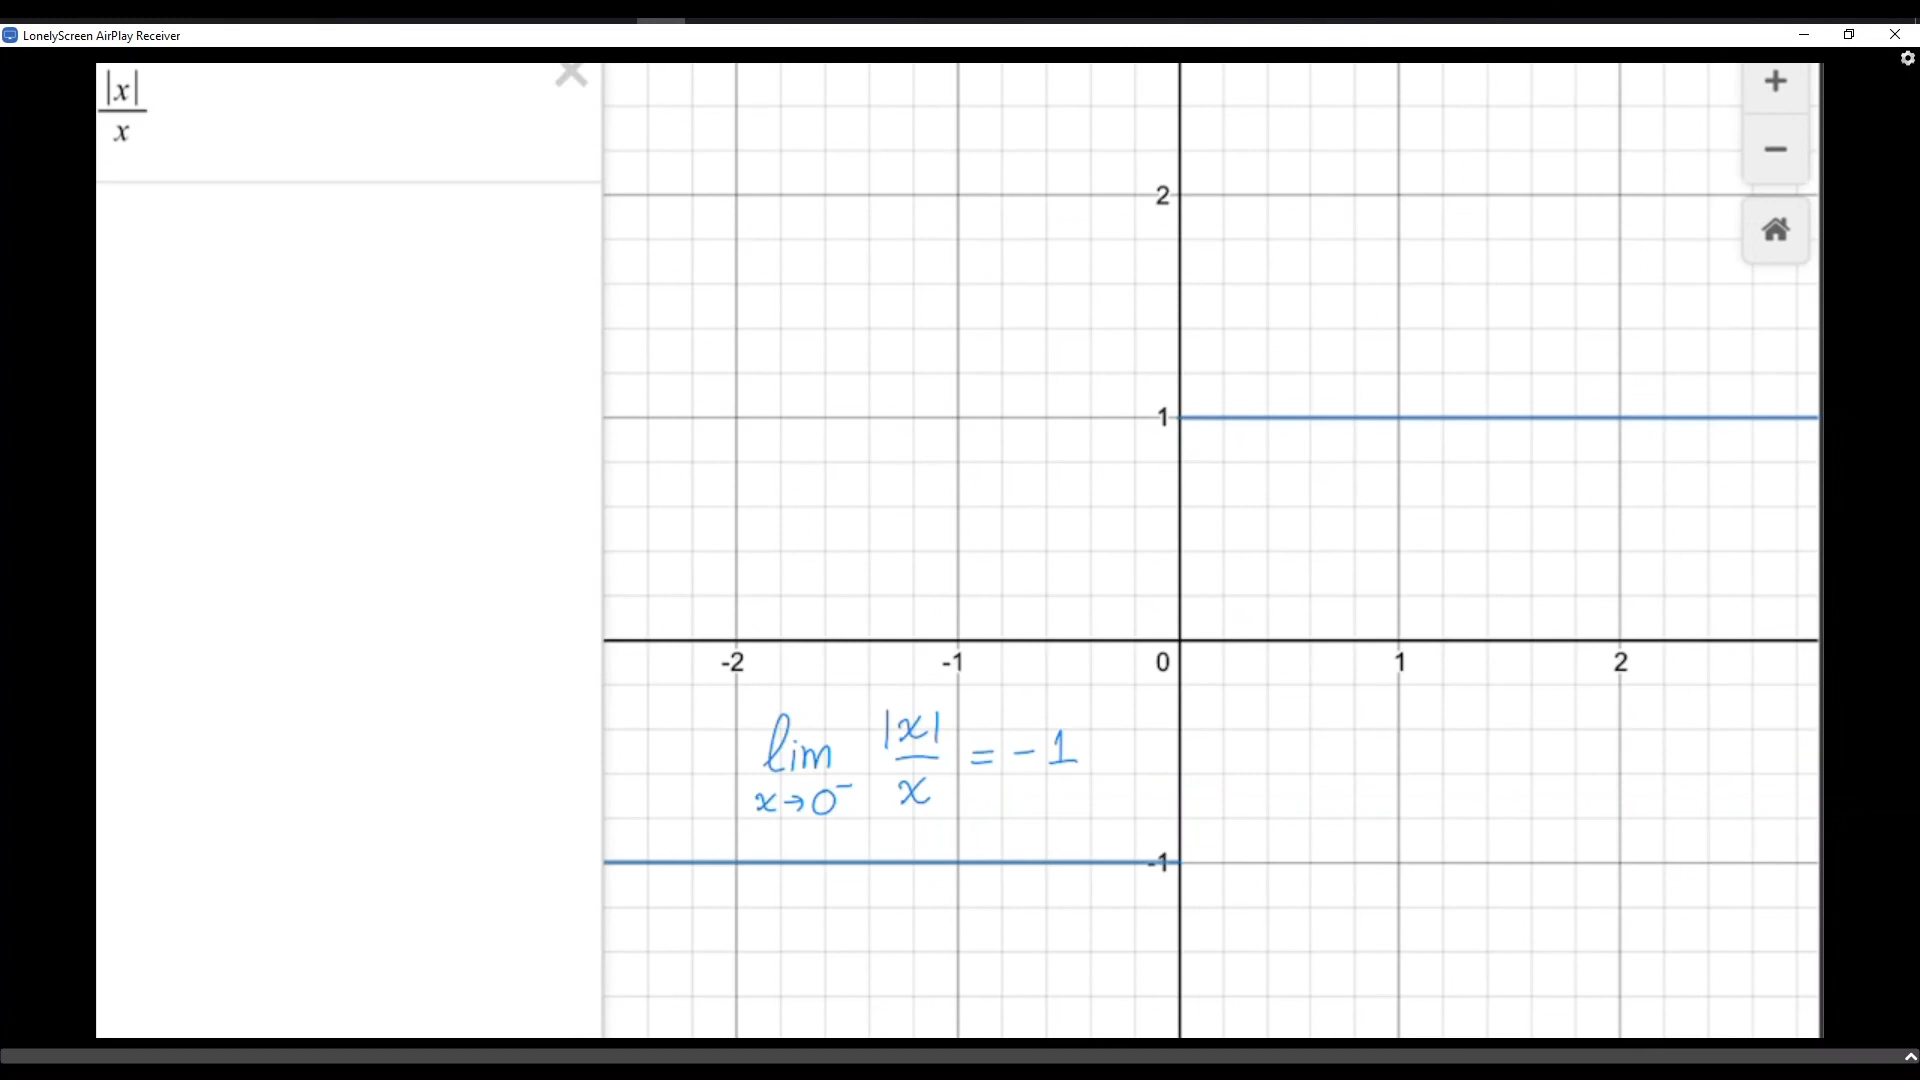 LonelyScreen AirPlay Receiver
|x|
x
2
1
-2 -1 0 1 2
lim |x|/x = -1
x→0⁻
-1